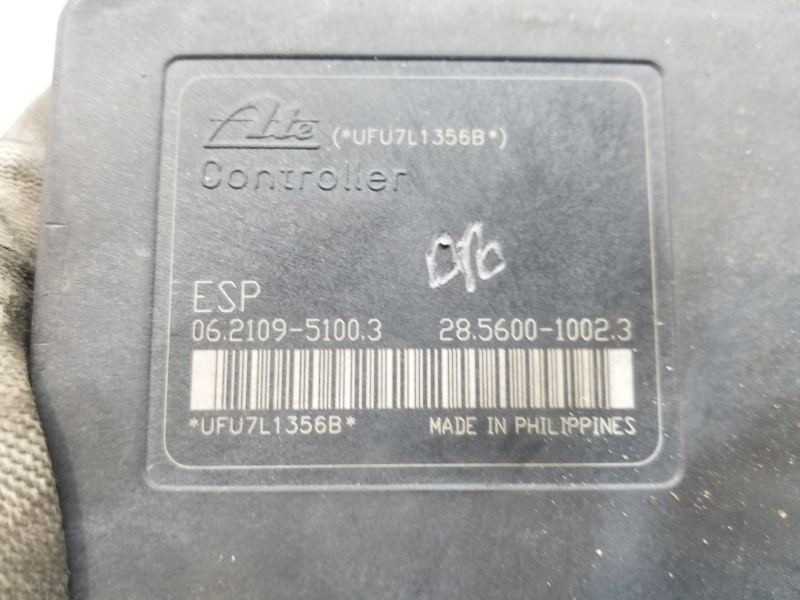 Ate (*UFU7L1356B*)
Controller
ESP
06.2109-5100.3 28.5600-1002.3
*UFU7L1356B* MADE IN PHILIPPINES